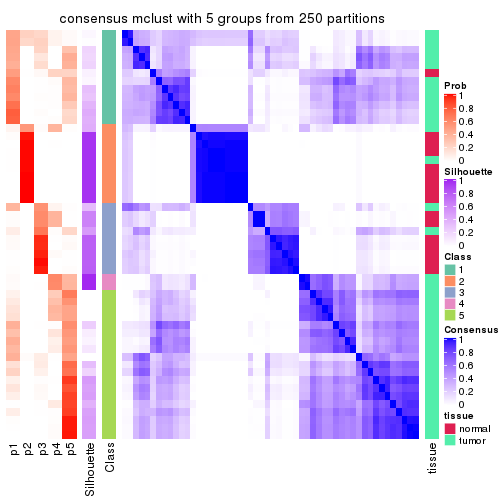 consensus mclust with 5 groups from 250 partitions
Prob
1
0.8
0.6
0.4
0.2
0
Silhouette
1
0.8
0.6
0.4
0.2
0
Class
1
2
3
4
5
Consensus
1
0.8
0.6
0.4
0.2
0
tissue
normal
tumor
p1
p2
p3
p4
p5
Silhouette
Class
tissue